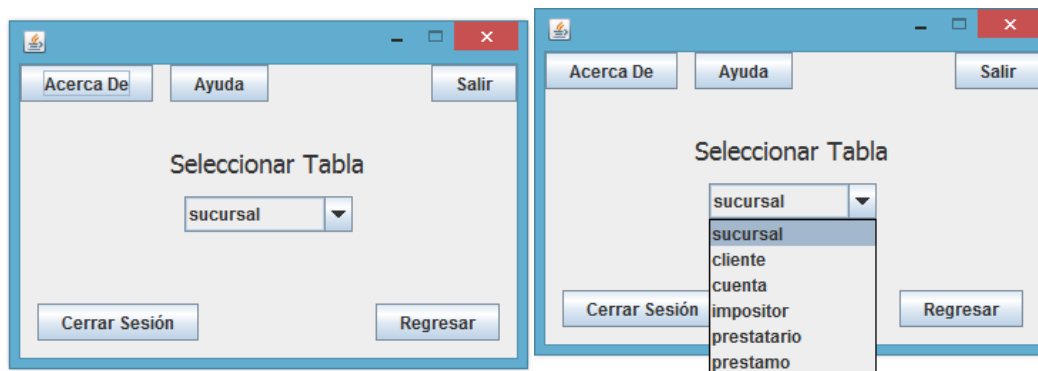 Acerca De Ayuda Salir
Seleccionar Tabla
sucursal
Cerrar Sesión Regresar
Acerca De Ayuda Salir
Seleccionar Tabla
sucursal
sucursal
cliente
cuenta
impositor
prestatario
prestamo
Cerrar Sesión Regresar